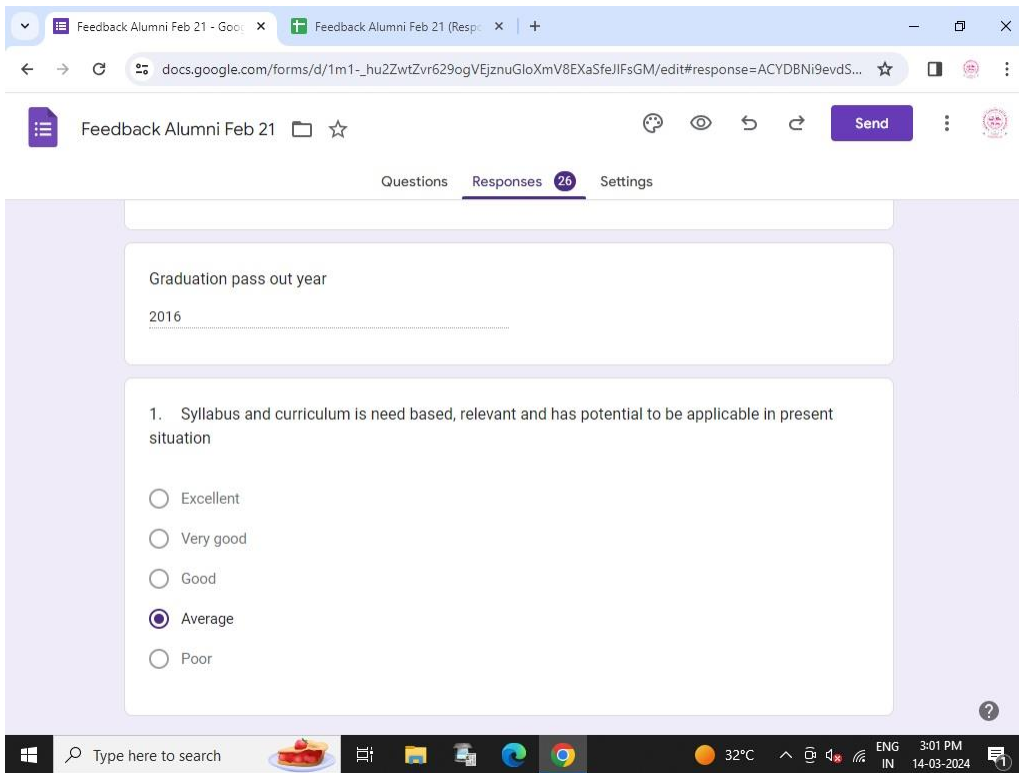 Feedback Alumni Feb 21 - Goo
Feedback Alumni Feb 21 (Respo
docs.google.com/forms/d/1m1-_hu2ZwtZvr629ogVEjznuGIoXmV8EXaSfeJIFsGM/edit#response=ACYDBNi9evdS...
Feedback Alumni Feb 21
Send
Questions Responses 26 Settings
Graduation pass out year
2016
1. Syllabus and curriculum is need based, relevant and has potential to be applicable in present
situation
Excellent
Very good
Good
Average
Poor
?
Type here to search
32°C
ENG
IN
3:01 PM
14-03-2024
1